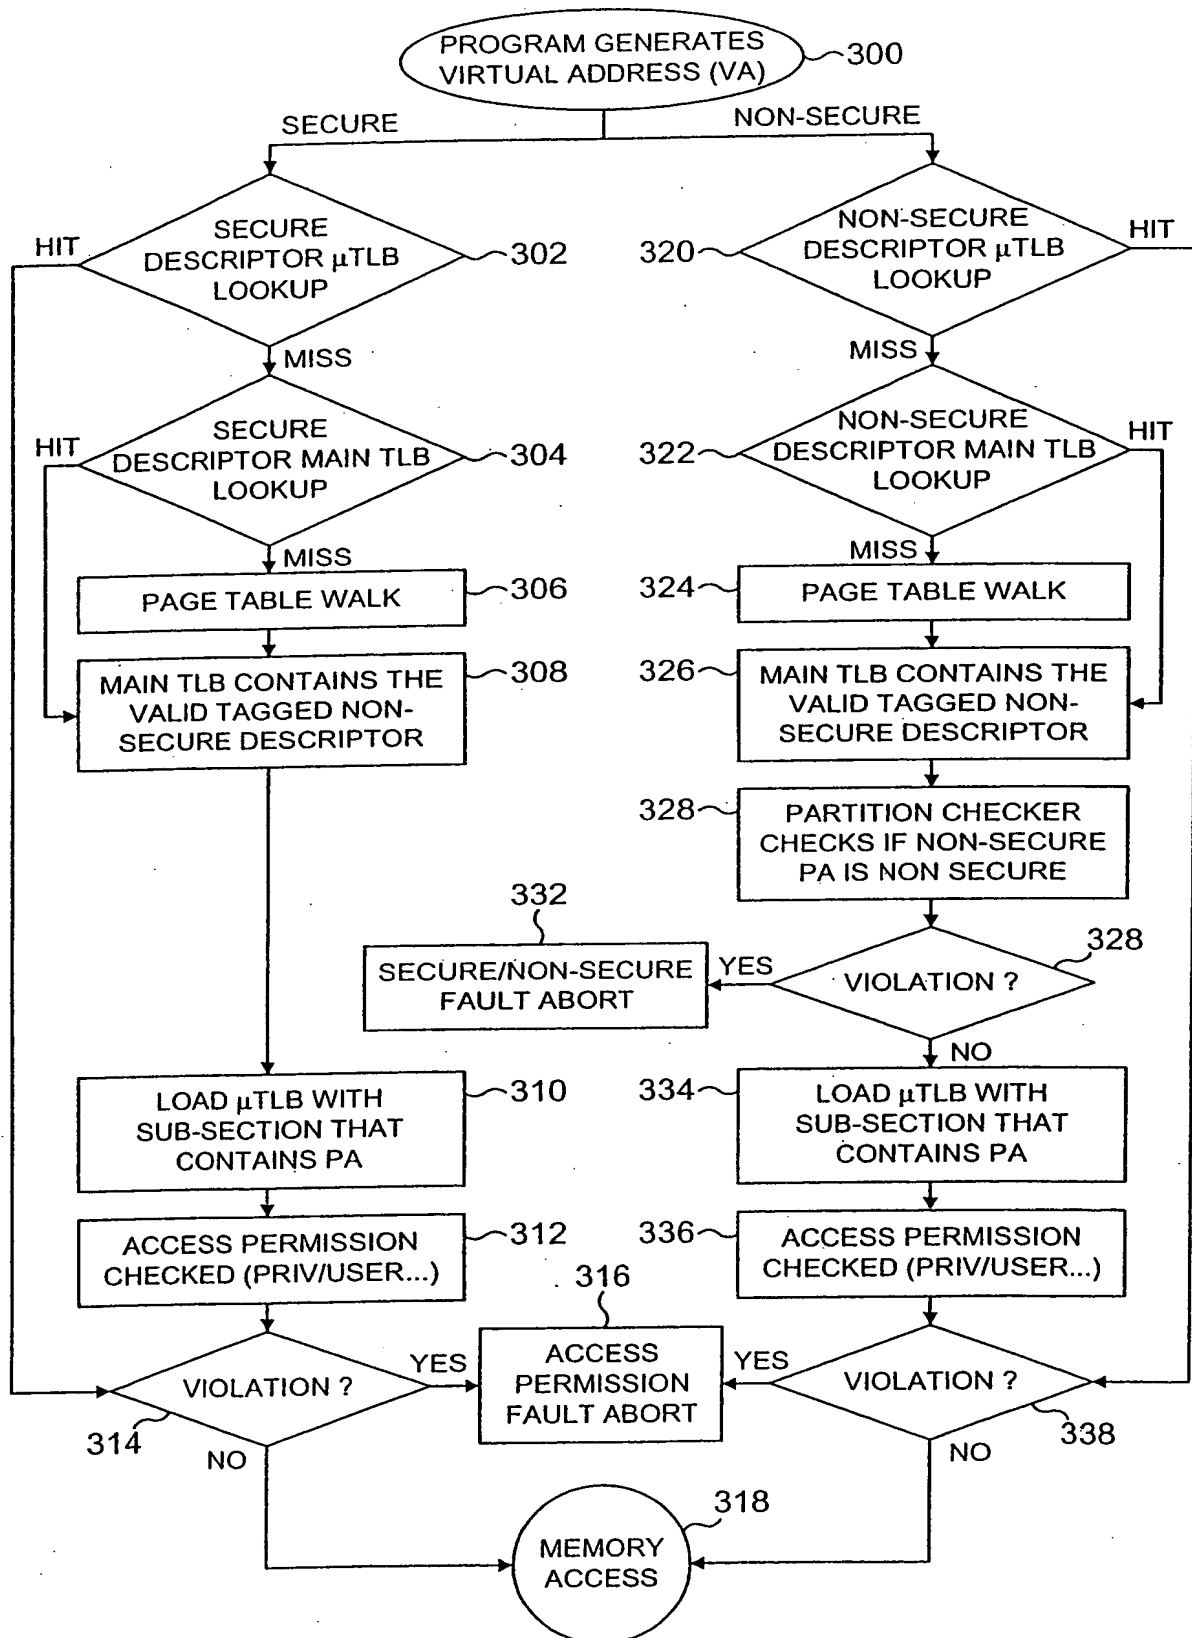 PROGRAM GENERATES
VIRTUAL ADDRESS (VA)
300
SECURE
NON-SECURE
HIT
SECURE
DESCRIPTOR µTLB
LOOKUP
302
320
NON-SECURE
DESCRIPTOR µTLB
LOOKUP
HIT
MISS
MISS
HIT
SECURE
DESCRIPTOR MAIN TLB
LOOKUP
304
322
NON-SECURE
DESCRIPTOR MAIN TLB
LOOKUP
HIT
MISS
MISS
PAGE TABLE WALK
306
324
PAGE TABLE WALK
MAIN TLB CONTAINS THE
VALID TAGGED NON-
SECURE DESCRIPTOR
308
326
MAIN TLB CONTAINS THE
VALID TAGGED NON-
SECURE DESCRIPTOR
328
PARTITION CHECKER
CHECKS IF NON-SECURE
PA IS NON SECURE
332
SECURE/NON-SECURE
FAULT ABORT
YES
VIOLATION ?
328
NO
LOAD µTLB WITH
SUB-SECTION THAT
CONTAINS PA
310
334
LOAD µTLB WITH
SUB-SECTION THAT
CONTAINS PA
ACCESS PERMISSION
CHECKED (PRIV/USER...)
312
336
ACCESS PERMISSION
CHECKED (PRIV/USER...)
316
VIOLATION ?
YES
ACCESS
PERMISSION
FAULT ABORT
YES
VIOLATION ?
314
NO
NO
338
318
MEMORY
ACCESS